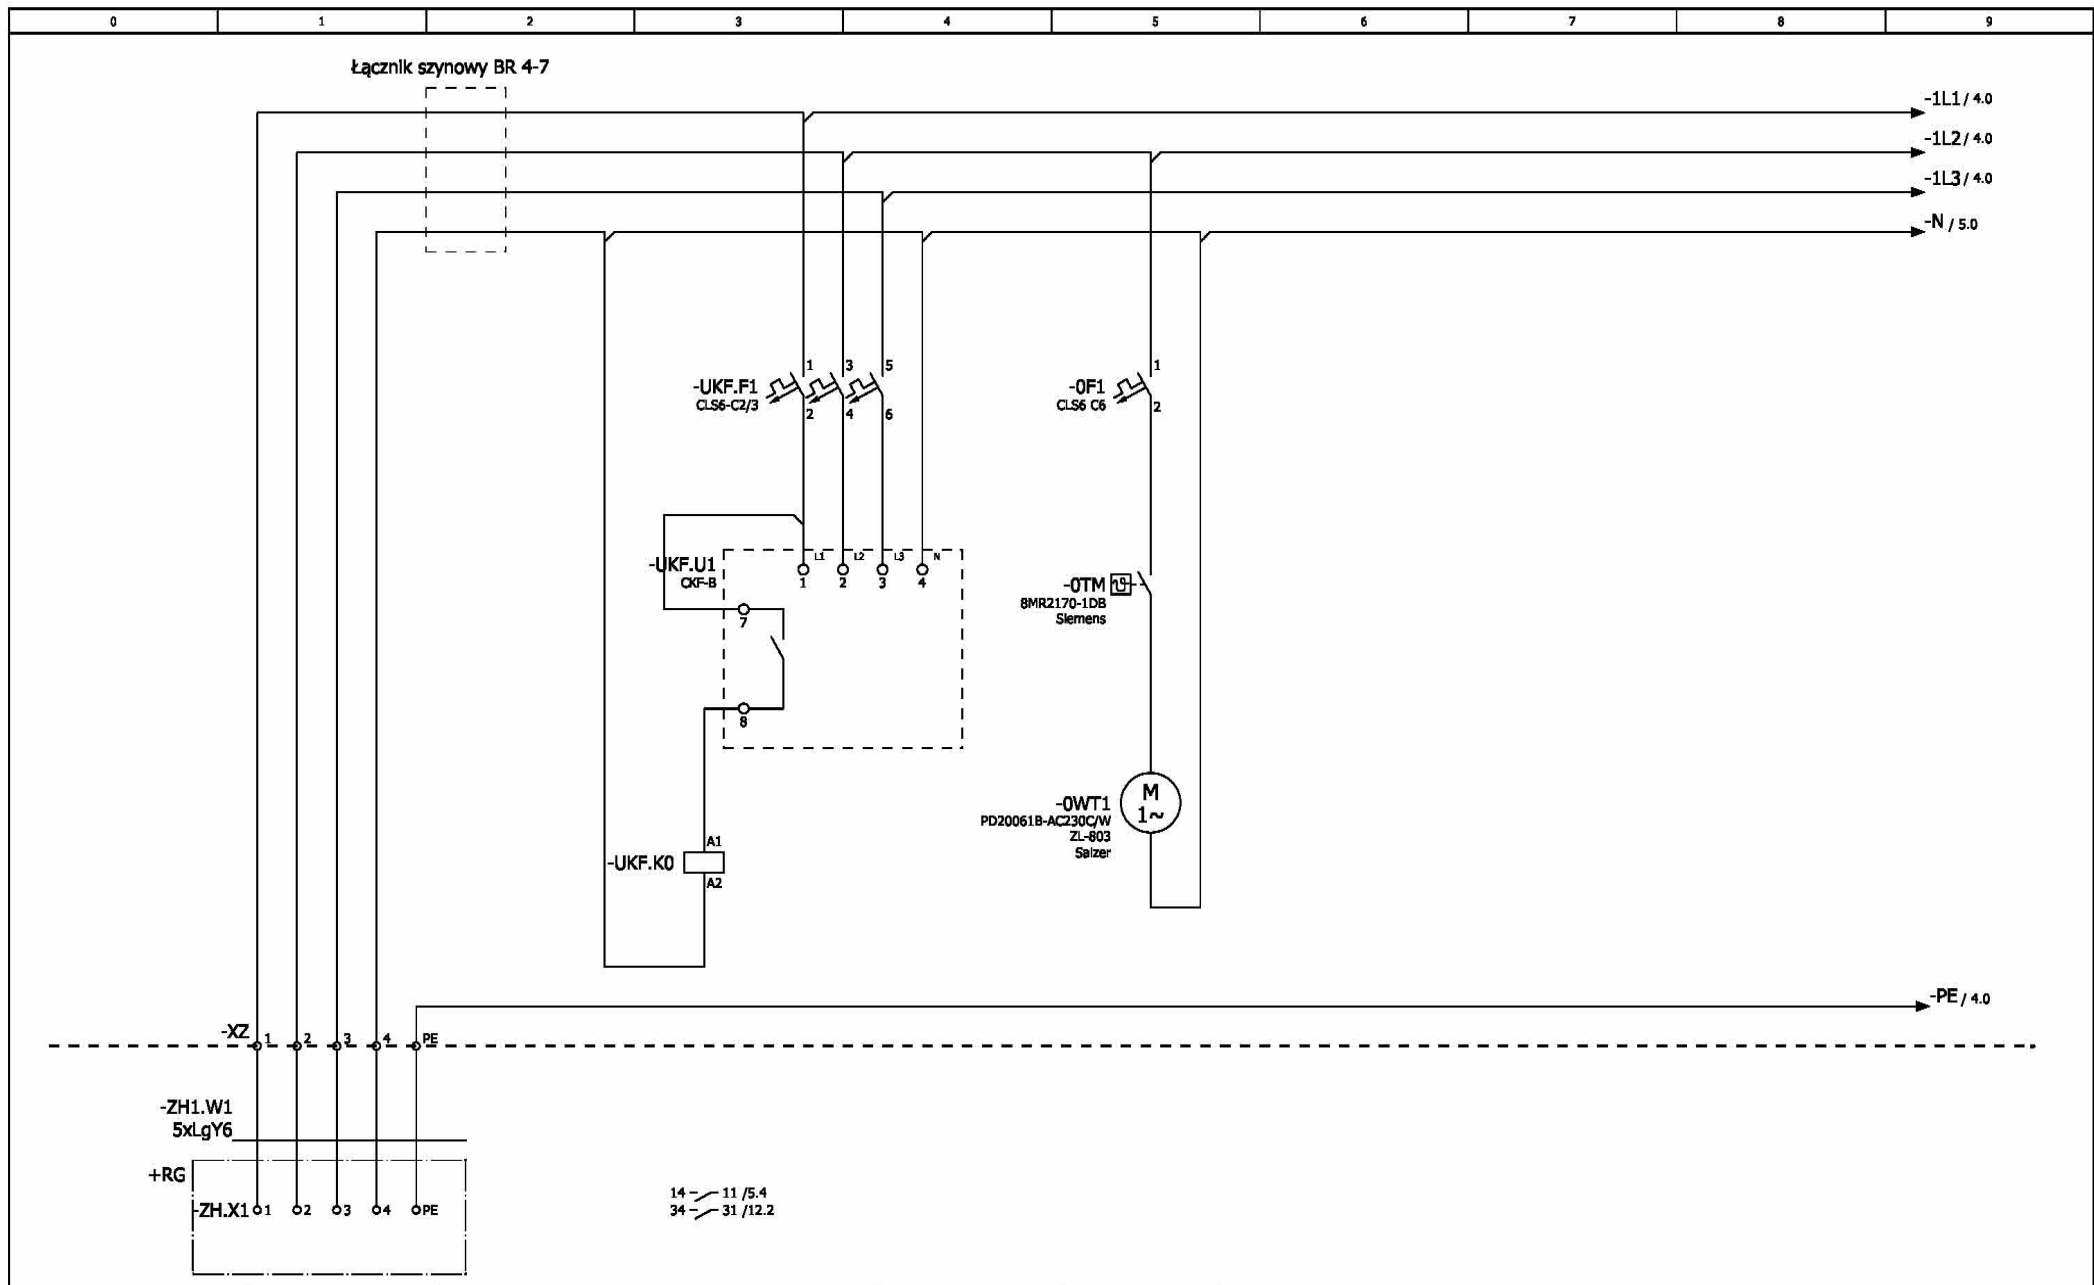 0 1 2 3 4 5 6 7 8 9
Łącznik szynowy BR 4-7
-1L1 / 4.0
-1L2 / 4.0
-1L3 / 4.0
-N / 5.0
1 3 5
-UKF.F1
CLS6-C2/3
2 4 6
1
-0F1
CLS6 C6
2
L1 L2 L3 N
-UKF.U1
CKF-B
1 2 3 4
7
8
-0TM
8MR2170-1DB
Siemens
-0WT1
PD20061B-AC230C/W
ZL-803
Salzer
M
1~
A1
-UKF.K0
A2
-PE / 4.0
-XZ 1 2 3 4 PE
-ZH1.W1
5xLgY6
+RG
-ZH.X1 1 2 3 4 PE
14 11 /5.4
34 31 /12.2